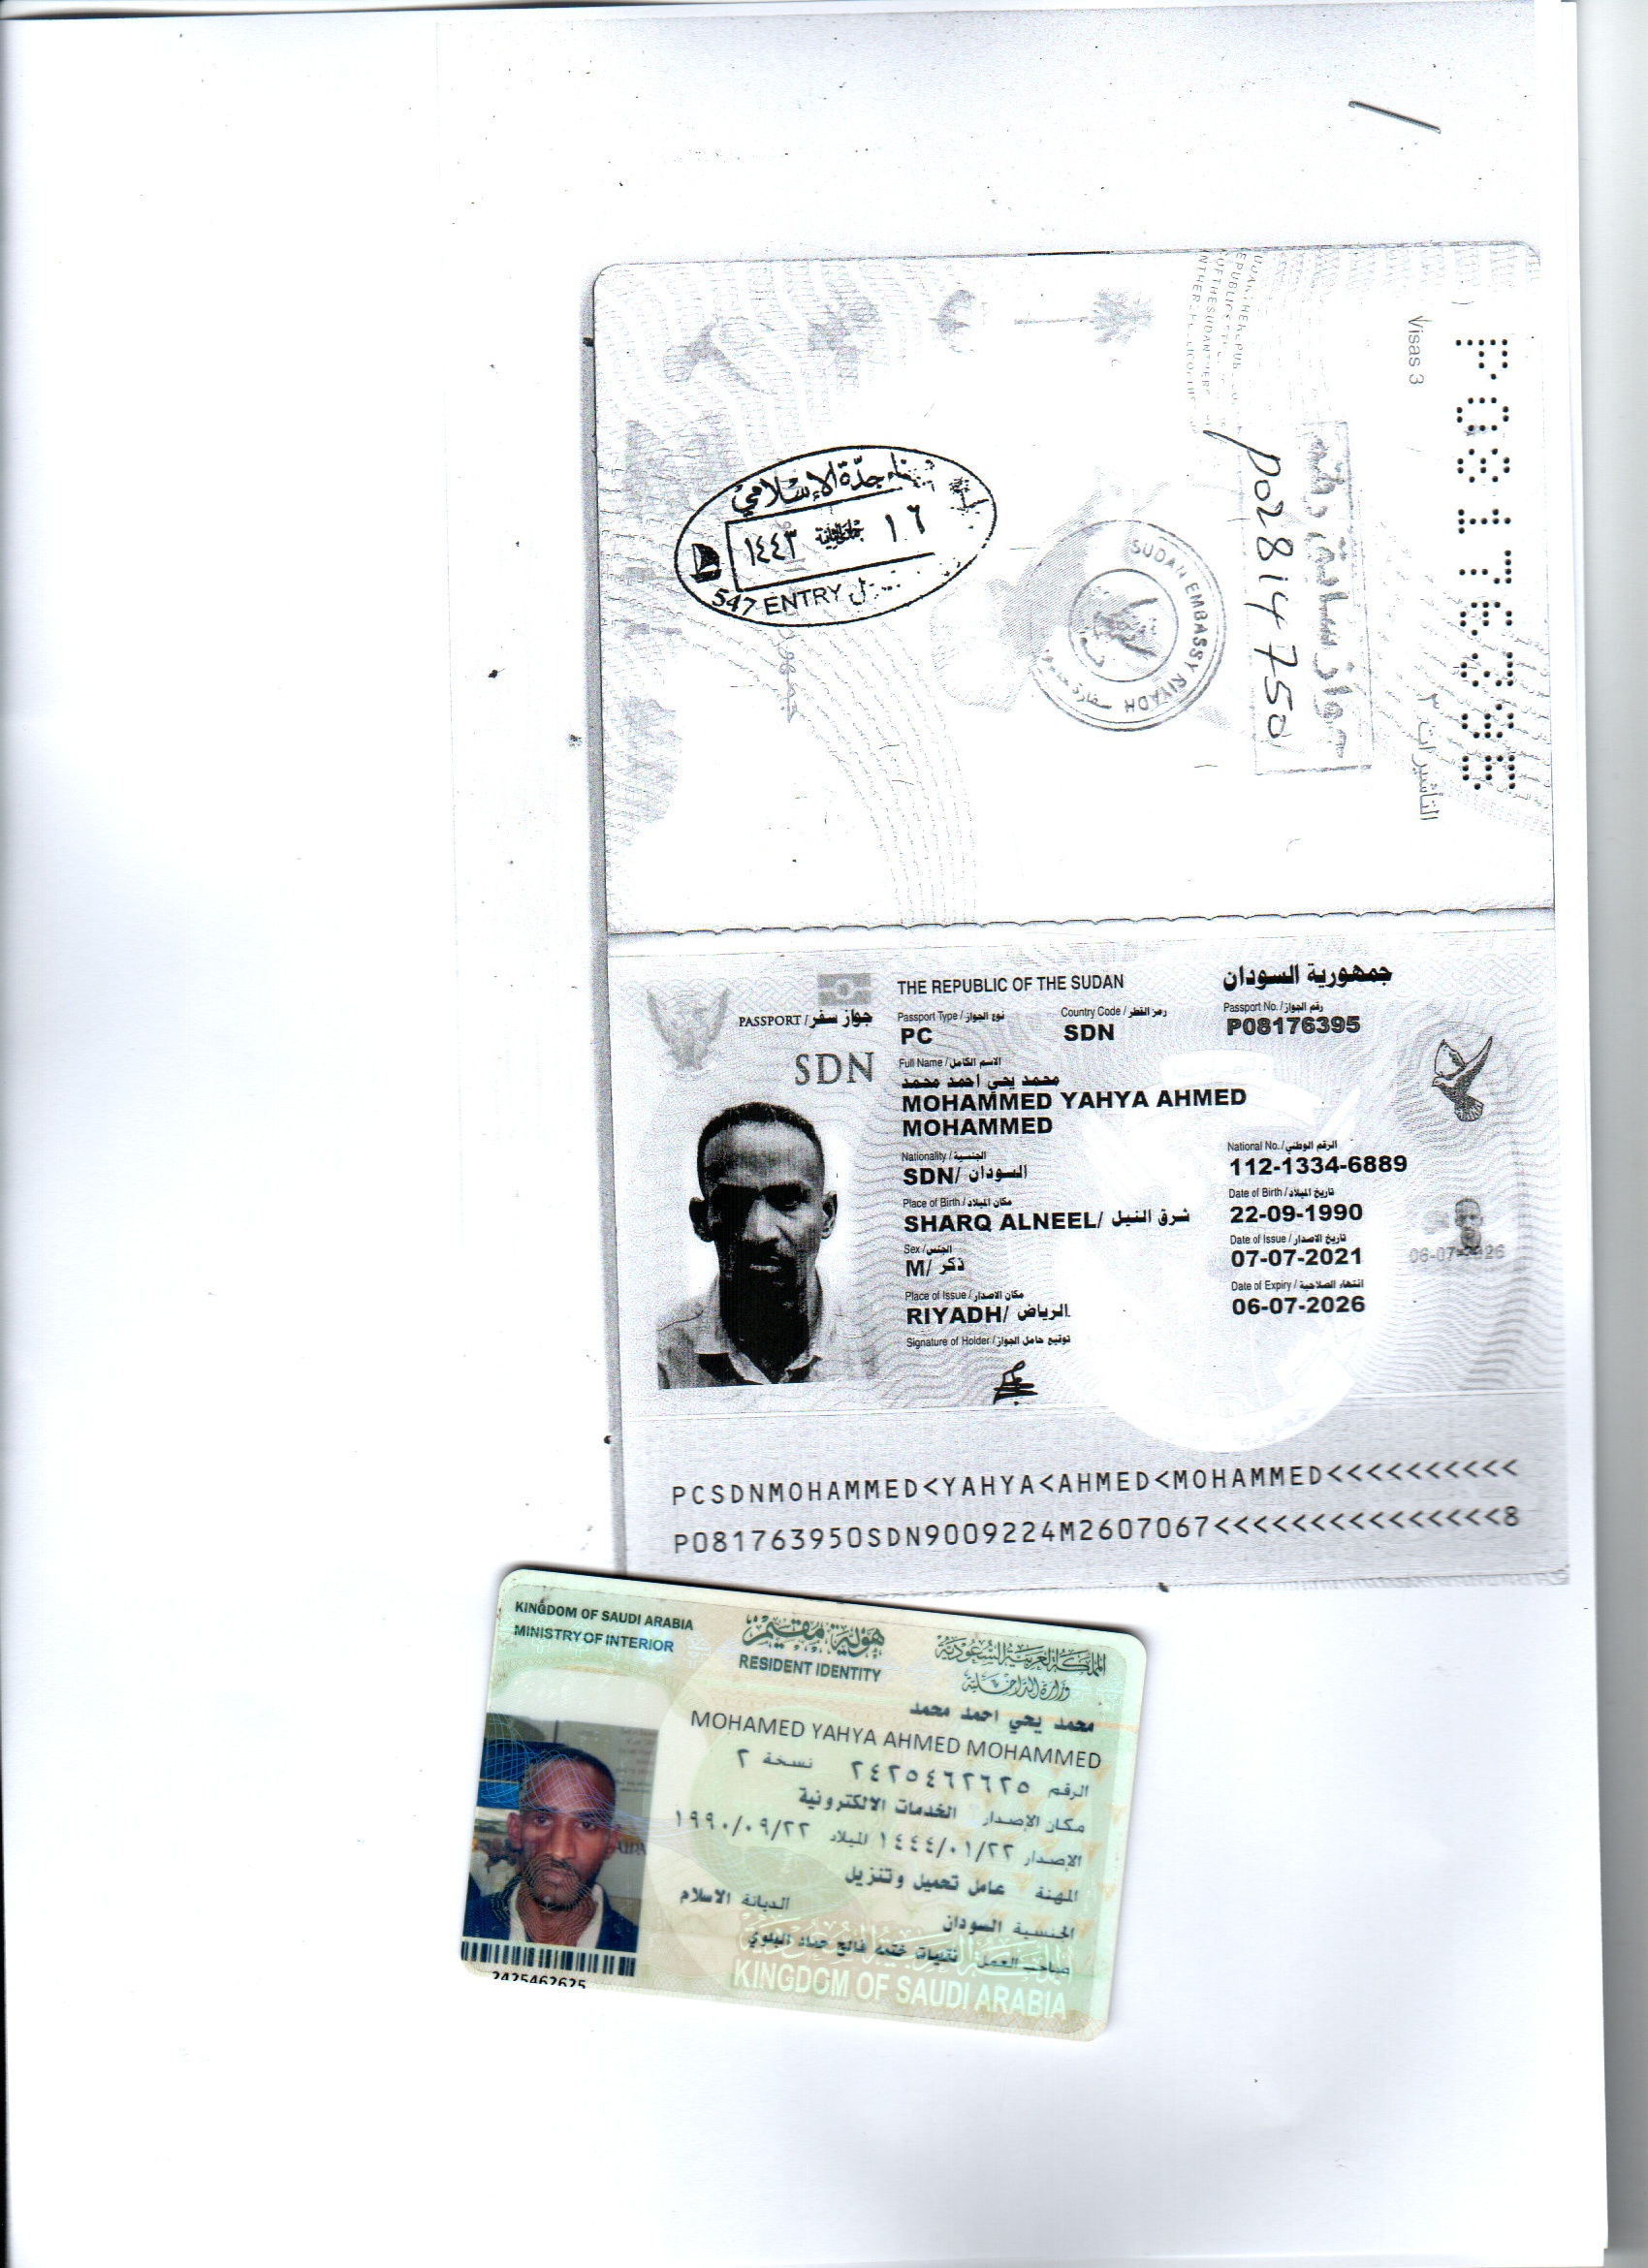 Visas 3
التأشيرات ٣
P08176395
P02814750
SUDAN EMBASSY RIYADH
جدّة الإسلامي
١٦ ١٤٤٣
547 ENTRY
THE REPUBLIC OF THE SUDAN جمهورية السودان
PASSPORT / جواز سفر
SDN
Passport Type / نوع الجواز Country Code / رمز القطر Passport No. / رقم الجواز
PC SDN P08176395
Full Name / الاسم الكامل
محمد يحي احمد محمد
MOHAMMED YAHYA AHMED
MOHAMMED
Nationality / الجنسية National No. / الرقم الوطني
SDN/ السودان 112-1334-6889
Place of Birth / مكان الميلاد Date of Birth / تاريخ الميلاد
SHARQ ALNEEL/ شرق النيل 22-09-1990
Sex / الجنس Date of Issue / تاريخ الاصدار
M/ ذكر 07-07-2021
Place of Issue / مكان الاصدار Date of Expiry / انتهاء الصلاحية
RIYADH/ الرياض 06-07-2026
06-07-2026
Signature of Holder / توقيع حامل الجواز
PCSDNMOHAMMED<YAHYA<AHMED<MOHAMMED<<<<<<<<<<
P081763950SDN9009224M2607067<<<<<<<<<<<<<<<8
KINGDOM OF SAUDI ARABIA
MINISTRY OF INTERIOR
هوية مقيم
RESIDENT IDENTITY
المملكة العربية السعودية
وزارة الداخلية
محمد يحي احمد محمد
MOHAMED YAHYA AHMED MOHAMMED
الرقم ٢٤٢٥٤٦٢٦٢٥ نسخة ٢
مكان الإصدار الخدمات الالكترونية
الإصدار ١٤٤٤/٠١/٢٢ الميلاد ١٩٩٠/٠٩/٢٢
المهنة عامل تحميل وتنزيل
الجنسية السودان الديانة الاسلام
صاحب العمل نقليات ختمه فالح حماد البلوي
KINGDOM OF SAUDI ARABIA
2425462625